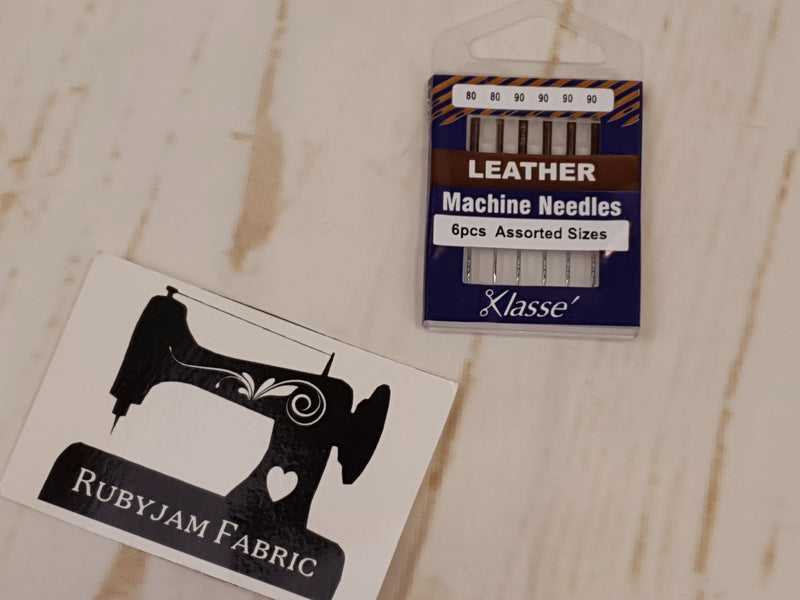 80 80 90 90 90 90
LEATHER
Machine Needles
6pcs Assorted Sizes
Klasse´
RUBYJAM FABRIC